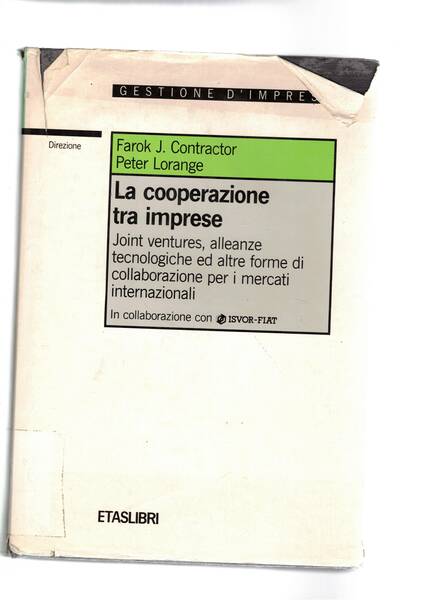 GESTIONE D'IMPRES
Direzione
Farok J. Contractor
Peter Lorange
La cooperazione
tra imprese
Joint ventures, alleanze
tecnologiche ed altre forme di
collaborazione per i mercati
internazionali
In collaborazione con ISVOR-FIAT
ETASLIBRI